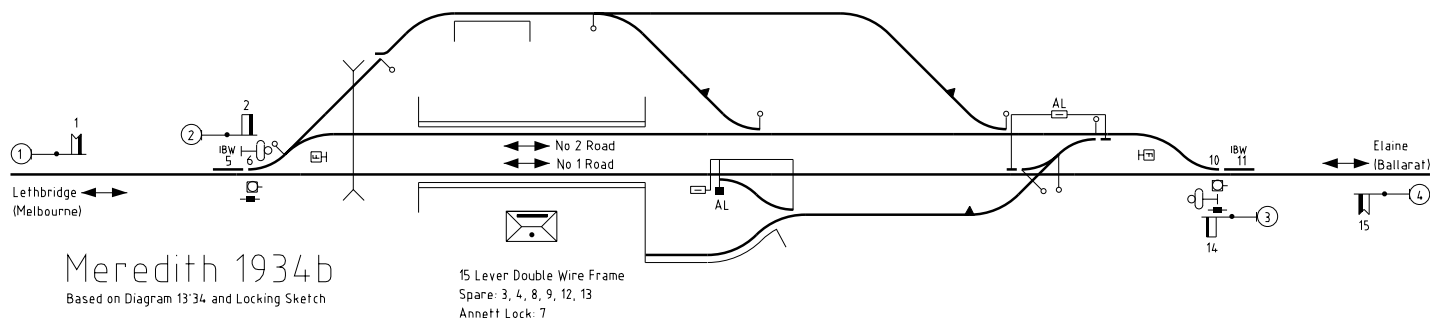 1
1
2
2
IBW
5
6
E
No 2 Road
No 1 Road
Lethbridge
(Melbourne)
AL
AL
E
10
IBW
11
Elaine
(Ballarat)
4
3
14
15
Meredith 1934b
Based on Diagram 13'34 and Locking Sketch
15 Lever Double Wire Frame
Spare: 3, 4, 8, 9, 12, 13
Annett Lock: 7